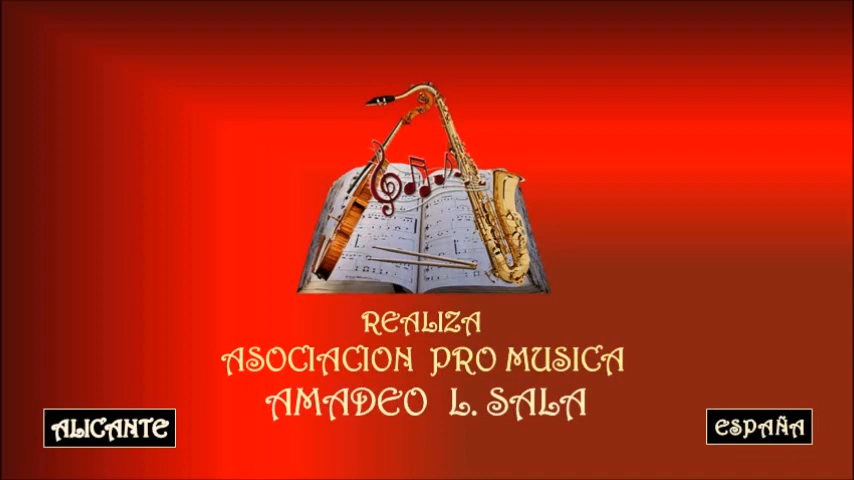 REALIZA
ASOCIACION PRO MUSICA
AMADEO L. SALA
ALICANTE
ESPAÑA